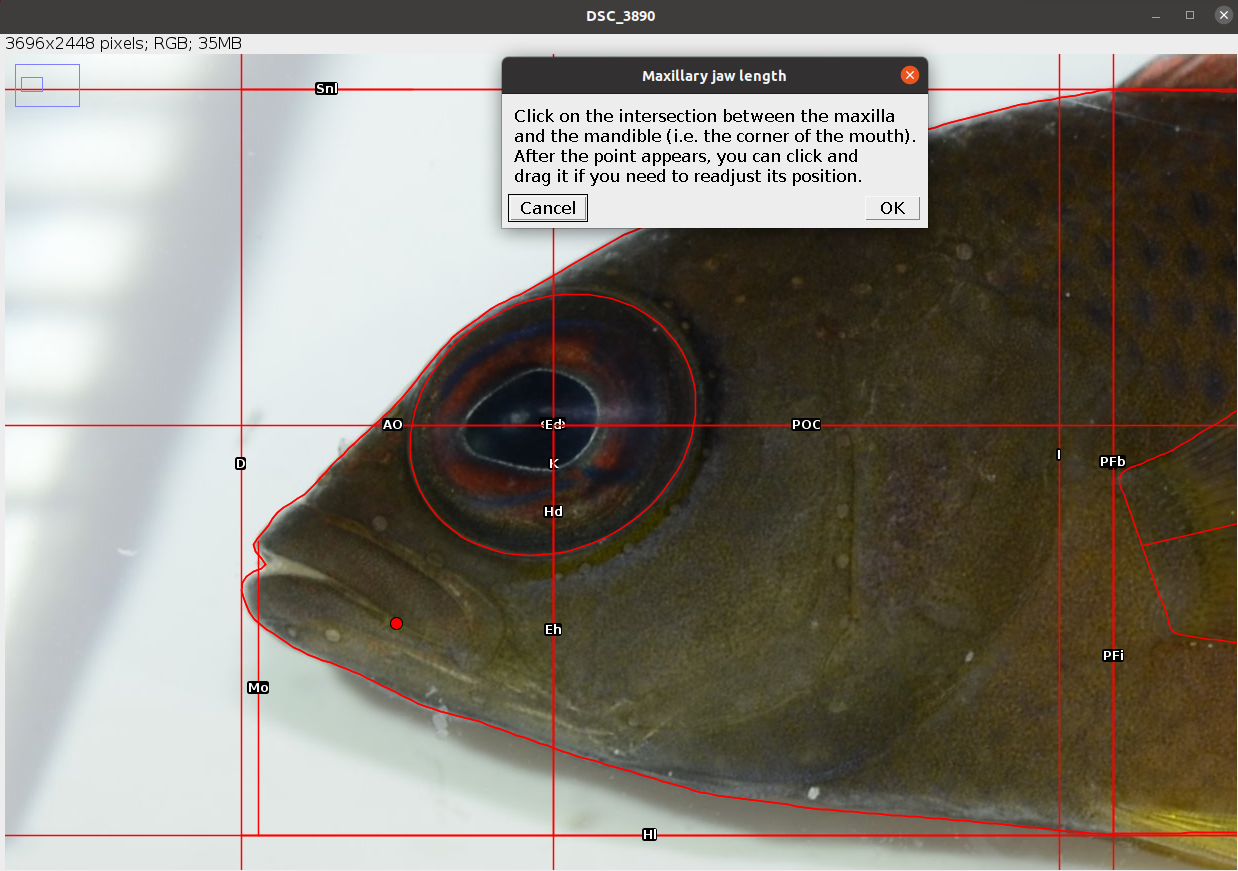 DSC_3890
3696x2448 pixels; RGB; 35MB
Snl
Maxillary jaw length
Click on the intersection between the maxilla
and the mandible (i.e. the corner of the mouth).
After the point appears, you can click and
drag it if you need to readjust its position.
Cancel
OK
AO
Ed
POC
I
D
K
PFb
Hd
Eh
PFi
Mo
Hl